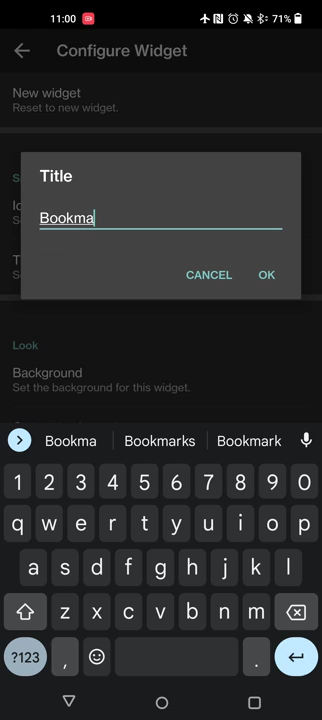 11:00
71%
Configure Widget
New widget
Reset to new widget.
S
Title
Bookma
CANCEL
OK
Look
Background
Set the background for this widget.
Bookma Bookmarks Bookmark
1 2 3 4 5 6 7 8 9 0
q w e r t y u i o p
a s d f g h j k l
z x c v b n m
?123 , .